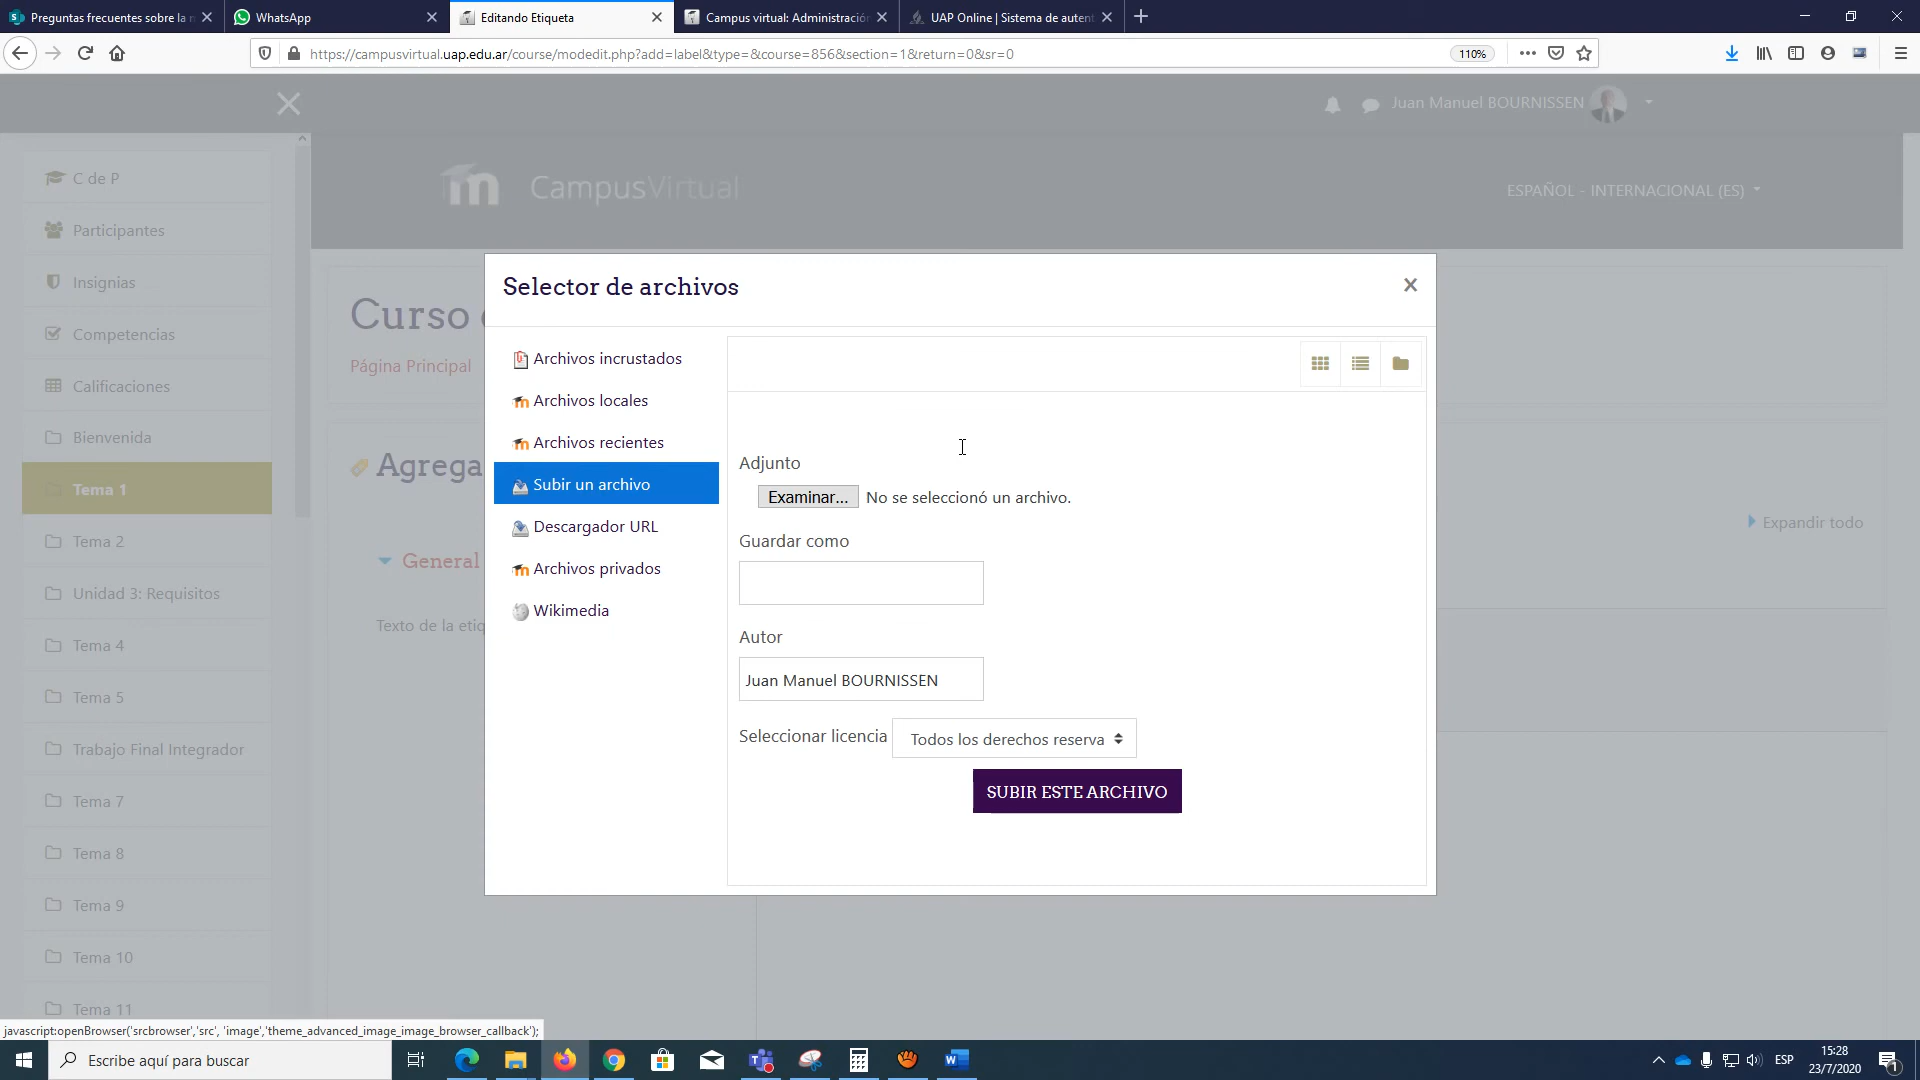 Preguntas frecuentes sobre la n
WhatsApp
Editando Etiqueta
Campus virtual: Administración
UAP Online | Sistema de autent
https://campusvirtual.uap.edu.ar/course/modedit.php?add=label&type=&course=856&section=1&return=0&sr=0
110%
Juan Manuel BOURNISSEN
CampusVirtual
ESPAÑOL - INTERNACIONAL (ES)
C de P
Participantes
Insignias
Competencias
Calificaciones
Bienvenida
Tema 1
Tema 2
Unidad 3: Requisitos
Tema 4
Tema 5
Trabajo Final Integrador
Tema 7
Tema 8
Tema 9
Tema 10
Tema 11
Curso
Página Principal
Agrega
Expandir todo
General
Texto de la etiq
Selector de archivos
Archivos incrustados
Archivos locales
Archivos recientes
Subir un archivo
Descargador URL
Archivos privados
Wikimedia
Adjunto
Examinar... No se seleccionó un archivo.
Guardar como
Autor
Juan Manuel BOURNISSEN
Seleccionar licencia Todos los derechos reserva
SUBIR ESTE ARCHIVO
javascript:openBrowser('srcbrowser','src', 'image','theme_advanced_image_image_browser_callback');
Escribe aquí para buscar
ESP
15:28
23/7/2020
1